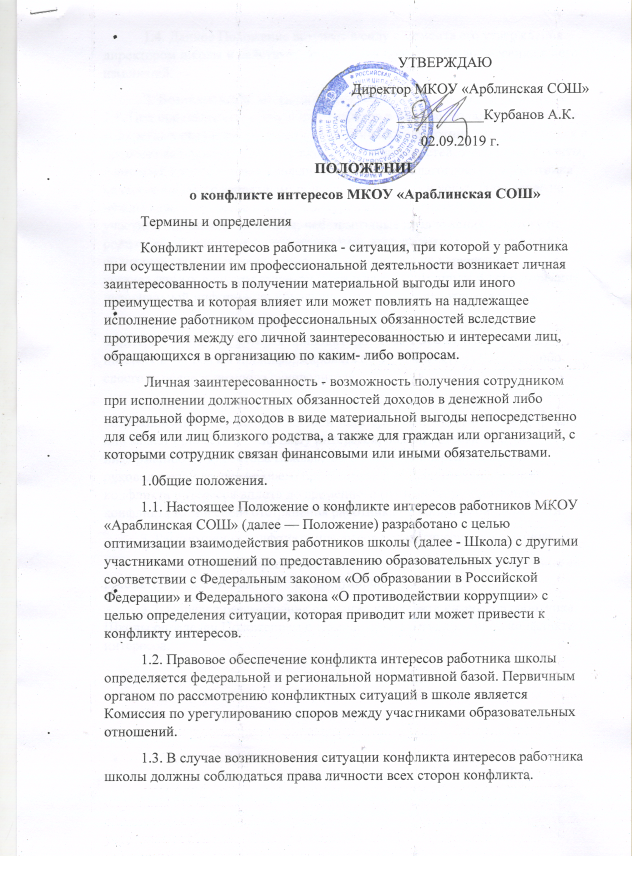 УТВЕРЖДАЮ
Директор МКОУ «Арблинская СОШ»
____________Курбанов А.К.
02.09.2019 г.
ПОЛОЖЕНИЕ
о конфликте интересов МКОУ «Араблинская СОШ»
Термины и определения
Конфликт интересов работника - ситуация, при которой у работника
при осуществлении им профессиональной деятельности возникает личная
заинтересованность в получении материальной выгоды или иного
преимущества и которая влияет или может повлиять на надлежащее
исполнение работником профессиональных обязанностей вследствие
противоречия между его личной заинтересованностью и интересами лиц,
обращающихся в организацию по каким- либо вопросам.
Личная заинтересованность - возможность получения сотрудником
при исполнении должностных обязанностей доходов в денежной либо
натуральной форме, доходов в виде материальной выгоды непосредственно
для себя или лиц близкого родства, а также для граждан или организаций, с
которыми сотрудник связан финансовыми или иными обязательствами.
1.0бщие положения.
1.1. Настоящее Положение о конфликте интересов работников МКОУ
«Араблинская СОШ» (далее — Положение) разработано с целью
оптимизации взаимодействия работников школы (далее - Школа) с другими
участниками отношений по предоставлению образовательных услуг в
соответствии с Федеральным законом «Об образовании в Российской
Федерации» и Федерального закона «О противодействии коррупции» с
целью определения ситуации, которая приводит или может привести к
конфликту интересов.
1.2. Правовое обеспечение конфликта интересов работника школы
определяется федеральной и региональной нормативной базой. Первичным
органом по рассмотрению конфликтных ситуаций в школе является
Комиссия по урегулированию споров между участниками образовательных
отношений.
1.3. В случае возникновения ситуации конфликта интересов работника
школы должны соблюдаться права личности всех сторон конфликта.